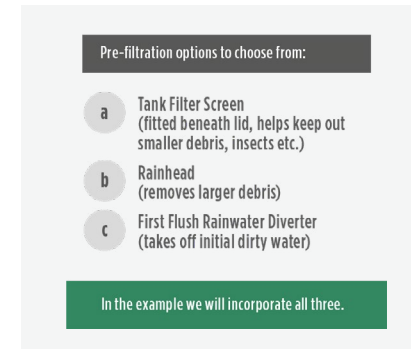 Pre-filtration options to choose from:
a
Tank Filter Screen
(fitted beneath lid, helps keep out
smaller debris, insects etc.)
b
Rainhead
(removes larger debris)
c
First Flush Rainwater Diverter
(takes off initial dirty water)
In the example we will incorporate all three.